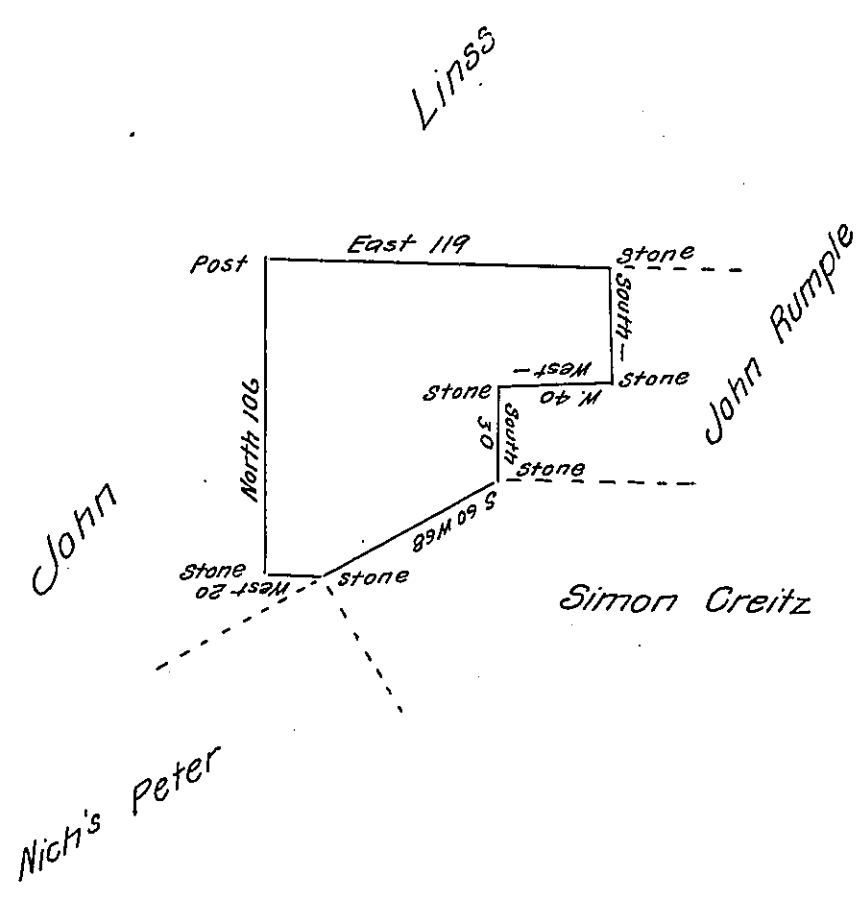 Linss
East 119
Post
Stone
South—
John Rumple
West—
W. 40
Stone
Stone
South
30
Stone
North 106
S 60 W 68
John
Stone
West 20
Stone
Simon Creitz
Nich's Peter